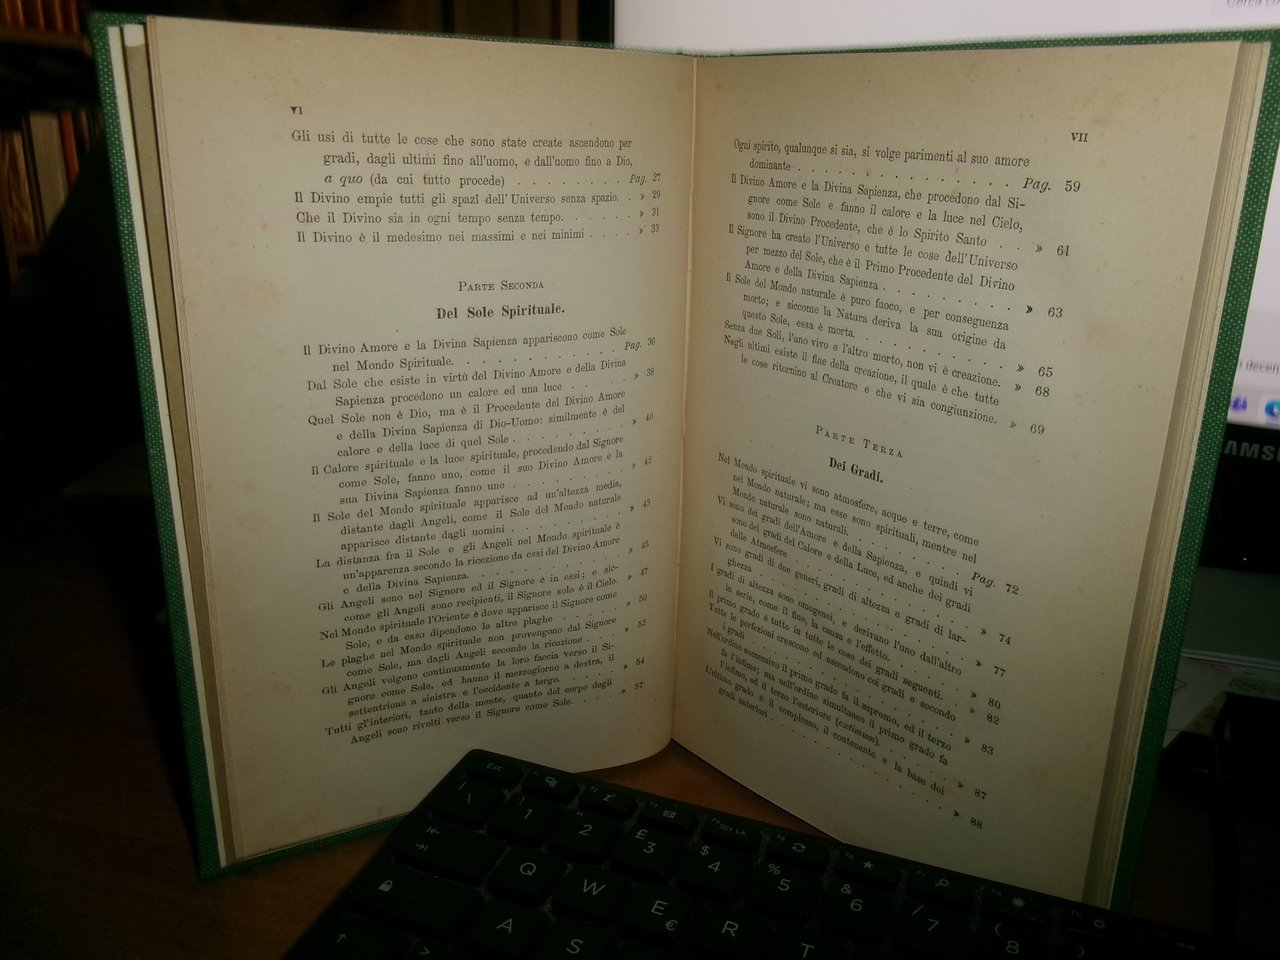 VI
Gli usi di tutte le cose che sono state create ascendono per
gradi, dagli ultimi fino all'uomo, e dall'uomo fino a Dio,
a quo (da cui tutto procede) . . . . . . . . Pag. 27
Il Divino empie tutti gli spazî dell'Universo senza spazio. . » 29
Che il Divino sia in ogni tempo senza tempo. . . . . . » 31
Il Divino è il medesimo nei massimi e nei minimi . . . . » 33
PARTE SECONDA
Del Sole Spirituale.
Il Divino Amore e la Divina Sapienza appariscono come Sole
nel Mondo Spirituale. . . . . . . . . . . . Pag. 36
Dal Sole che esiste in virtù del Divino Amore e della Divina
Sapienza procedono un calore ed una luce . . . . . . » 38
Quel Sole non è Dio, ma è il Procedente del Divino Amore
e della Divina Sapienza di Dio-Uomo: similmente è del
calore e della luce di quel Sole . . . . . . . . » 40
Il Calore spirituale e la luce spirituale, procedendo dal Signore
come Sole, fanno uno, come il suo Divino Amore e la
sua Divina Sapienza fanno uno . . . . . . . . » 42
Il Sole del Mondo spirituale apparisce ad un'altezza media,
distante dagli Angeli, come il Sole del Mondo naturale
apparisce distante dagli uomini . . . . . . . . » 43
La distanza fra il Sole e gli Angeli nel Mondo spirituale è
un'apparenza secondo la ricezione da essi del Divino Amore
e della Divina Sapienza. . . . . . . . . . . » 45
Gli Angeli sono nel Signore ed il Signore è in essi; e sic-
come gli Angeli sono recipienti, il Signore solo è il Cielo. » 47
Nel Mondo spirituale l'Oriente è dove apparisce il Signore come
Sole, e da esso dipendono le altre plaghe . . . . . » 50
Le plaghe nel Mondo spirituale non provengono dal Signore
come Sole, ma dagli Angeli secondo la ricezione . . . . » 52
Gli Angeli volgono continuamente la loro faccia verso il Si-
gnore come Sole, ed hanno il mezzogiorno a destra, il
settentrione a sinistra e l'occidente a tergo. . . . . . » 54
Tutti gl'interiori, tanto della mente, quanto del corpo degli
Angeli sono rivolti verso il Signore come Sole. . . . . » 57
VII
Ogni spirito, qualunque si sia, si volge parimenti al suo amore
dominante . . . . . . . . . . . . . . . Pag. 59
Il Divino Amore e la Divina Sapienza, che procedono dal Si-
gnore come Sole e fanno il calore e la luce nel Cielo,
sono il Divino Procedente, che è lo Spirito Santo . . . » 61
Il Signore ha creato l'Universo e tutte le cose dell'Universo
per mezzo del Sole, che è il Primo Procedente del Divino
Amore e della Divina Sapienza . . . . . . . . . » 63
Il Sole del Mondo naturale è puro fuoco, e per conseguenza
morto; e siccome la Natura deriva la sua origine da
questo Sole, essa è morta. . . . . . . . . . . » 65
Senza due Soli, l'uno vivo e l'altro morto, non vi è creazione. » 68
Negli ultimi esiste il fine della creazione, il quale è che tutte
le cose ritornino al Creatore e che vi sia congiunzione. . » 69
PARTE TERZA
Dei Gradi.
Nel Mondo spirituale vi sono atmosfere, acque e terre, come
nel Mondo naturale; ma esse sono spirituali, mentre nel
Mondo naturale sono naturali. . . . . . . . . Pag. 72
Vi sono dei gradi dell'Amore e della Sapienza, e quindi vi
sono dei gradi del Calore e della Luce, ed anche dei gradi
delle Atmosfere . . . . . . . . . . . . . » 74
Vi sono gradi di due generi, gradi di altezza e gradi di lar-
ghezza . . . . . . . . . . . . . . . . » 77
I gradi di altezza sono omogenei, e derivano l'uno dall'altro
in serie, come il fine, la causa e l'effetto. . . . . . » 80
Il primo grado è tutto in tutte le cose dei gradi seguenti. . » 82
Tutte le perfezioni crescono ed ascendono coi gradi e secondo
i gradi . . . . . . . . . . . . . . . . » 83
Nell'ordine successivo il primo grado fa il supremo, ed il terzo
fa l'infimo; ma nell'ordine simultaneo il primo grado fa
l'infimo, ed il terzo l'esteriore (extimum). . . . . . » 87
L'ultimo grado è il complesso, il contenente e la base dei
gradi anteriori . . . . . . . . . . . . . » 88
SAMS
Esc
Scr Lk
1 2 £ 3 $ 4 % 5 & 6 / 7 ( 8 )
Q W E € R T
A S